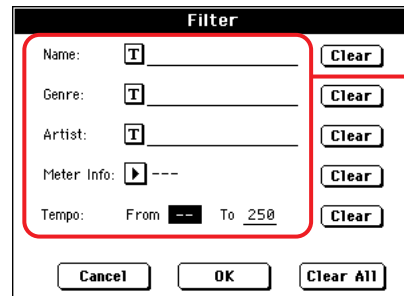 Filter
Name: T Clear
Genre: T Clear
Artist: T Clear
Meter Info: --- Clear
Tempo: From -- To 250 Clear
Cancel OK Clear All